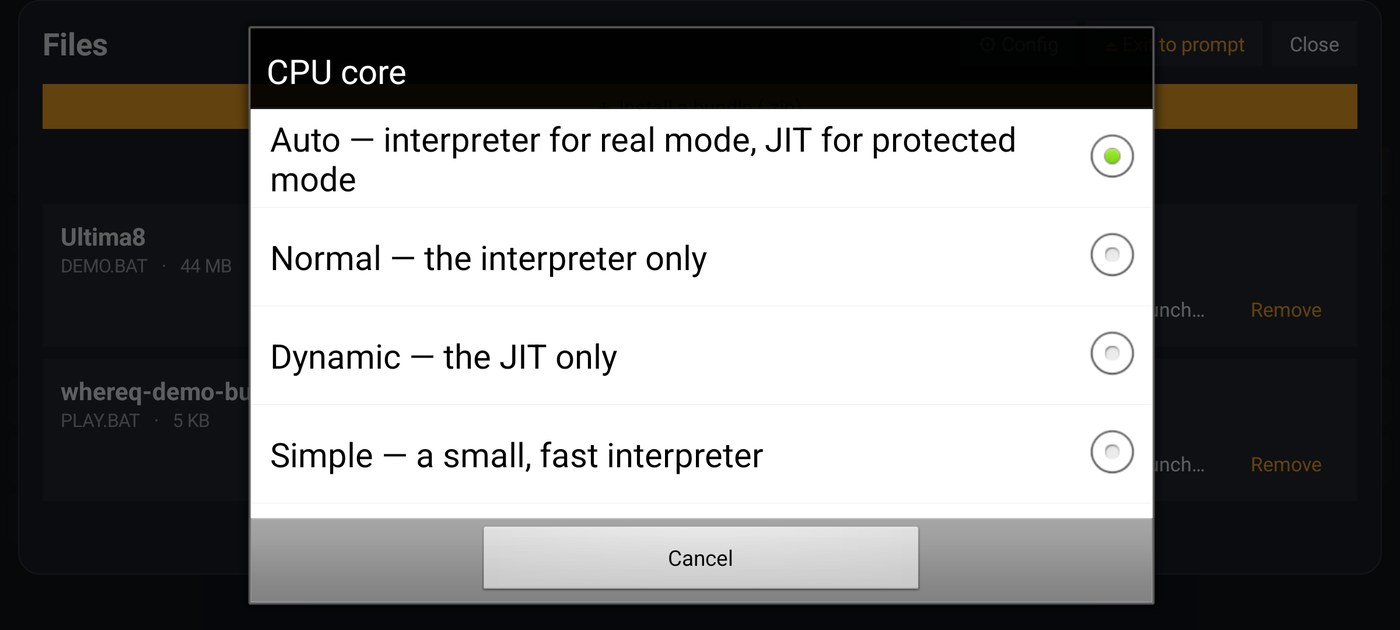 Files
Config
to prompt
Close
CPU core
Auto — interpreter for real mode, JIT for protected
mode
Normal — the interpreter only
Dynamic — the JIT only
Simple — a small, fast interpreter
Cancel
Ultima8
DEMO.BAT · 44 MB
unch...
Remove
whereq-demo-bu
PLAY.BAT · 5 KB
unch...
Remove